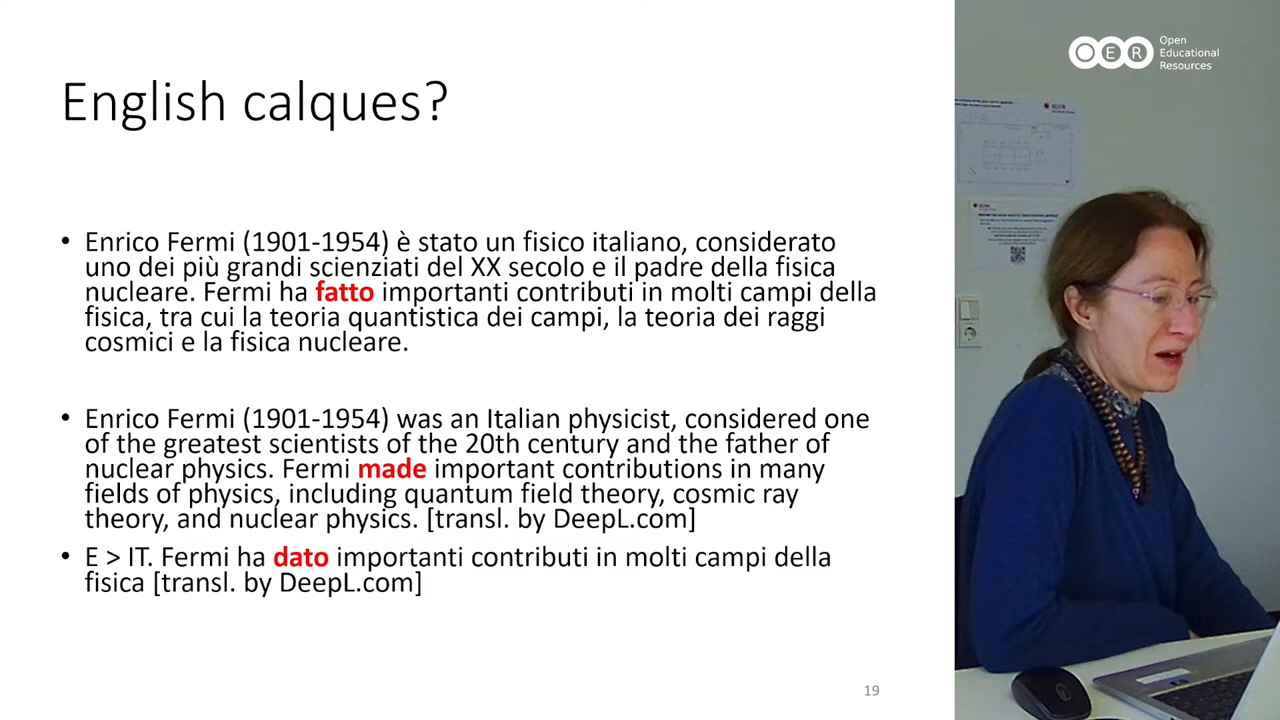 Open
OER Educational
Resources
English calques?
• Enrico Fermi (1901-1954) è stato un fisico italiano, considerato
uno dei più grandi scienziati del XX secolo e il padre della fisica
nucleare. Fermi ha fatto importanti contributi in molti campi della
fisica, tra cui la teoria quantistica dei campi, la teoria dei raggi
cosmici e la fisica nucleare.
• Enrico Fermi (1901-1954) was an Italian physicist, considered one
of the greatest scientists of the 20th century and the father of
nuclear physics. Fermi made important contributions in many
fields of physics, including quantum field theory, cosmic ray
theory, and nuclear physics. [transl. by DeepL.com]
• E > IT. Fermi ha dato importanti contributi in molti campi della
fisica [transl. by DeepL.com]
19